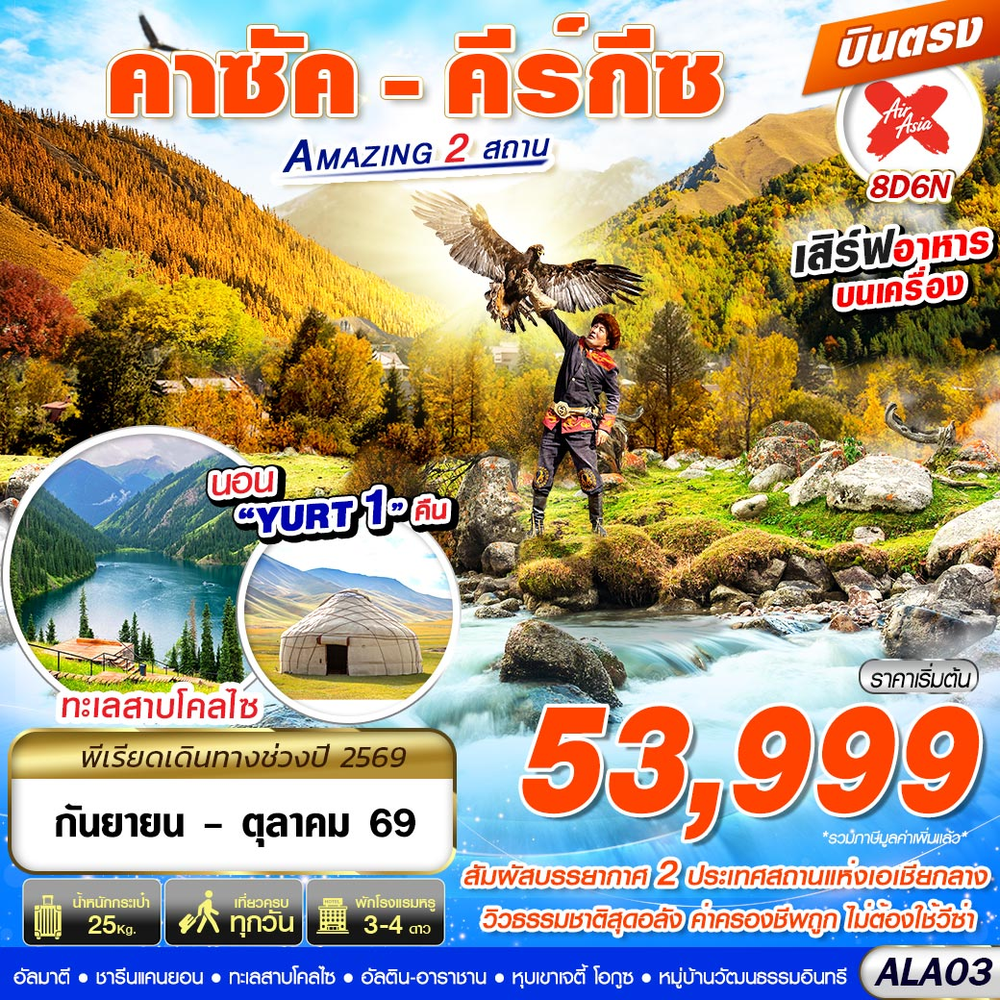 คาซัค - คีร์กีซ
AMAZING 2 สถาน
บินตรง
Air
Asia
8D6N
เสิร์ฟอาหาร
บนเครื่อง
นอน
"YURT 1" คืน
ทะเลสาบโคลไซ
ราคาเริ่มต้น
53,999
*รวมภาษีมูลค่าเพิ่มแล้ว*
พีเรียดเดินทางช่วงปี 2569
กันยายน - ตุลาคม 69
สัมผัสบรรยากาศ 2 ประเทศสถานแห่งเอเชียกลาง
วิวธรรมชาติสุดอลัง ค่าครองชีพถูก ไม่ต้องใช้วีซ่า
น้ำหนักกระเป๋า
25Kg.
เที่ยวครบ
ทุกวัน
HOTEL
พักโรงแรมหรู
3-4 ดาว
อัลมาตี • ชารีนแคนยอน • ทะเลสาบโคลไซ • อัลติน-อาราชาน • หุบเขาเจตี้ โอกูซ • หมู่บ้านวัฒนธรรมอินทรี
ALA03